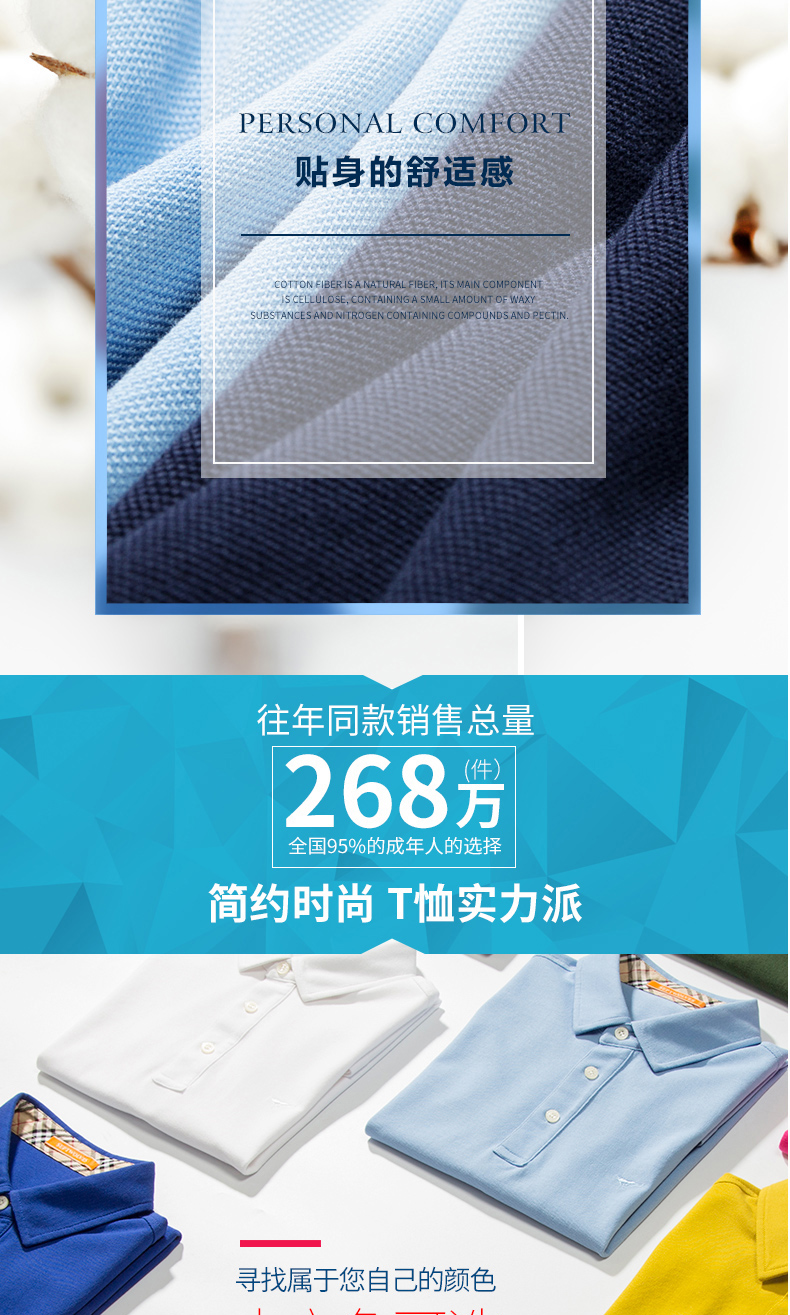 PERSONAL COMFORT
贴身的舒适感
COTTON FIBER IS A NATURAL FIBER, ITS MAIN COMPONENT
IS CELLULOSE, CONTAINING A SMALL AMOUNT OF WAXY
SUBSTANCES AND NITROGEN CONTAINING COMPOUNDS AND PECTIN.
往年同款销售总量
268万(件)
全国95%的成年人的选择
简约时尚 T恤实力派
寻找属于您自己的颜色